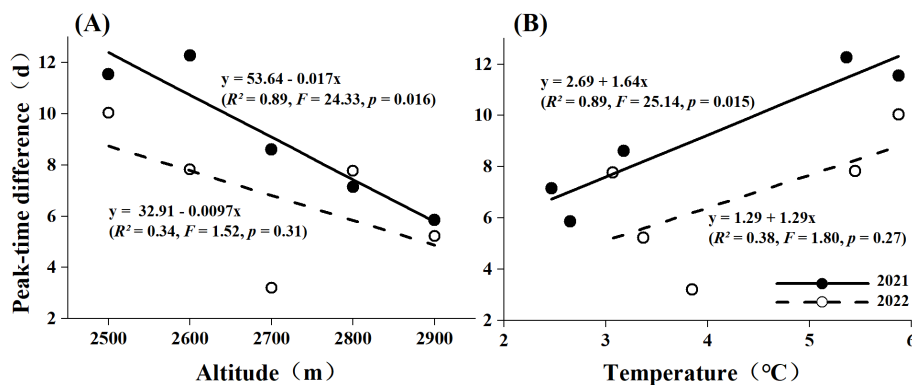 (A)
Peak-time difference（d）
12
10
8
6
4
2
y = 53.64 - 0.017x
(R² = 0.89, F = 24.33, p = 0.016)
y = 32.91 - 0.0097x
(R² = 0.34, F = 1.52, p = 0.31)
2500 2600 2700 2800 2900
Altitude（m）
(B)
12
10
8
6
4
2
y = 2.69 + 1.64x
(R² = 0.89, F = 25.14, p = 0.015)
y = 1.29 + 1.29x
(R² = 0.38, F = 1.80, p = 0.27)
2021
2022
2 3 4 5 6
Temperature（°C）